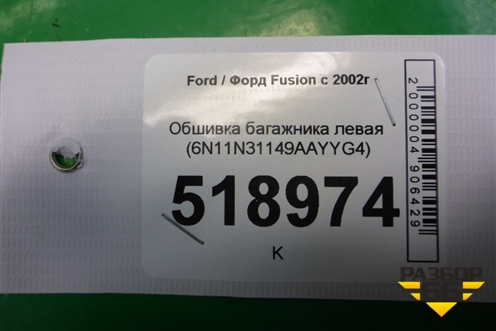 Ford / Форд Fusion с 2002г
Обшивка багажника левая
(6N11N31149AAYYG4)
518974
К
2000004906429
РАЗБОР